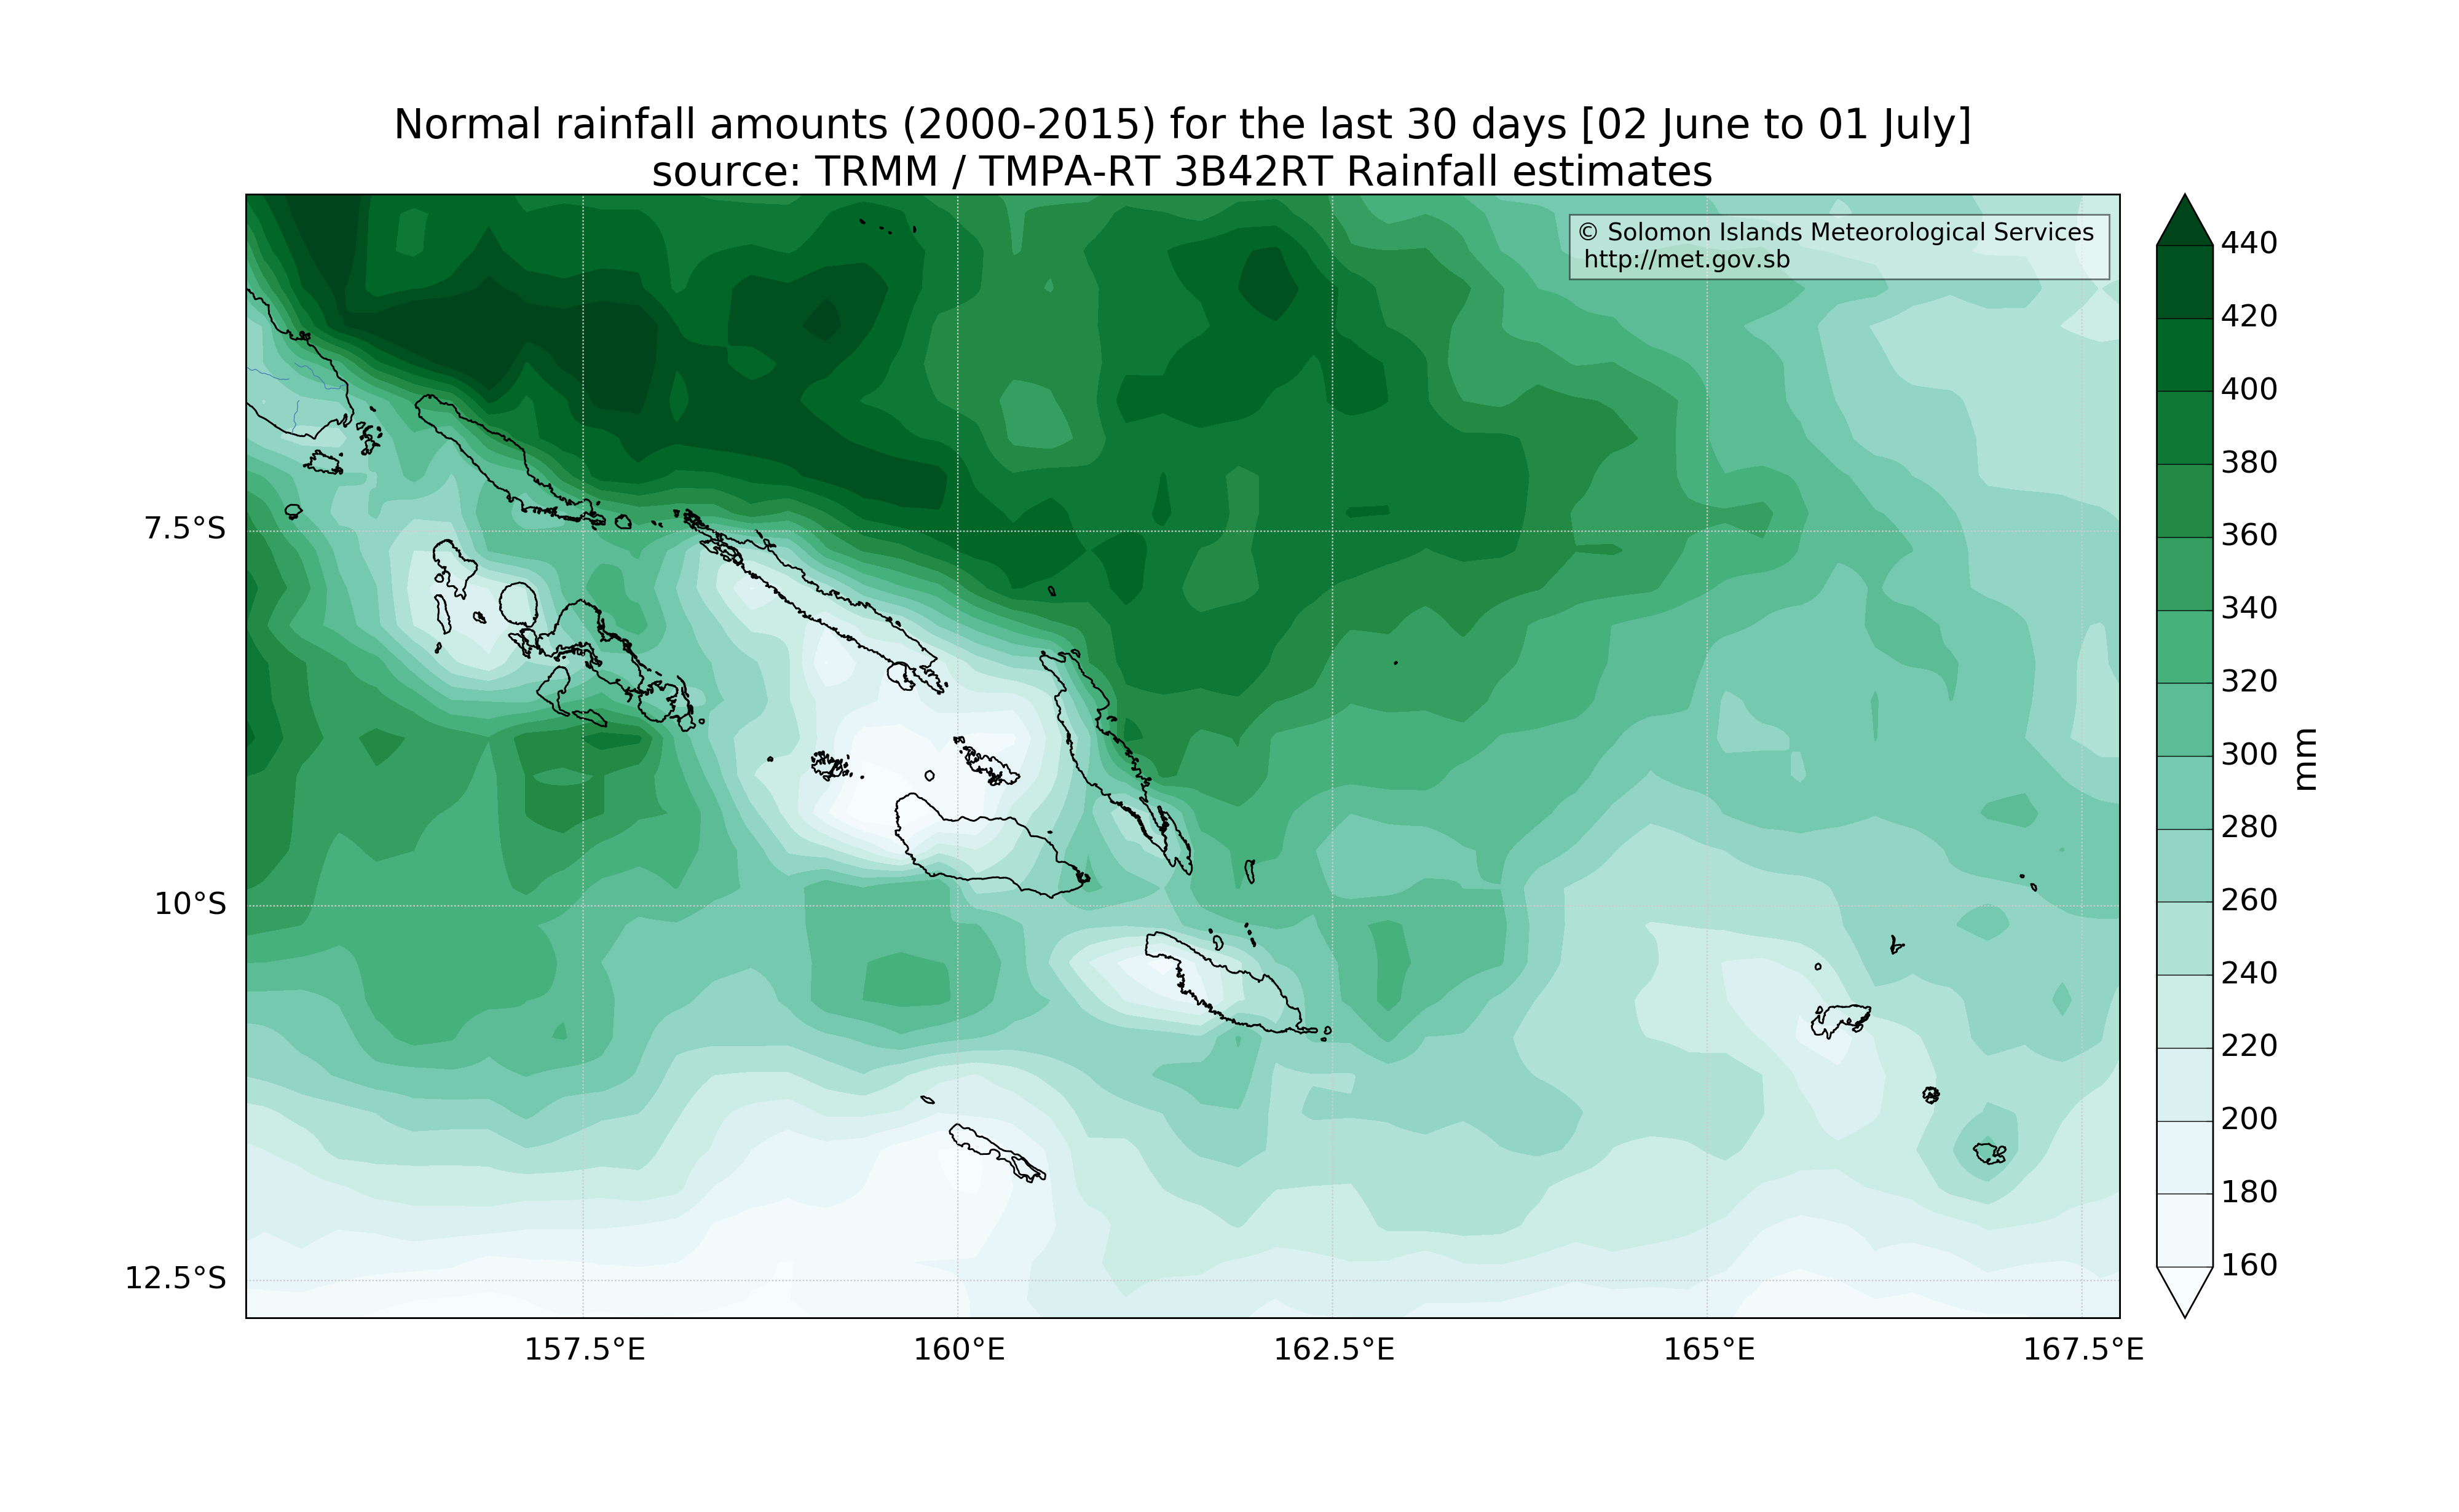 Normal rainfall amounts (2000-2015) for the last 30 days [02 June to 01 July]
source: TRMM / TMPA-RT 3B42RT Rainfall estimates
© Solomon Islands Meteorological Services
http://met.gov.sb
7.5°S
10°S
12.5°S
157.5°E
160°E
162.5°E
165°E
167.5°E
440
420
400
380
360
340
320
300
280
260
240
220
200
180
160
mm